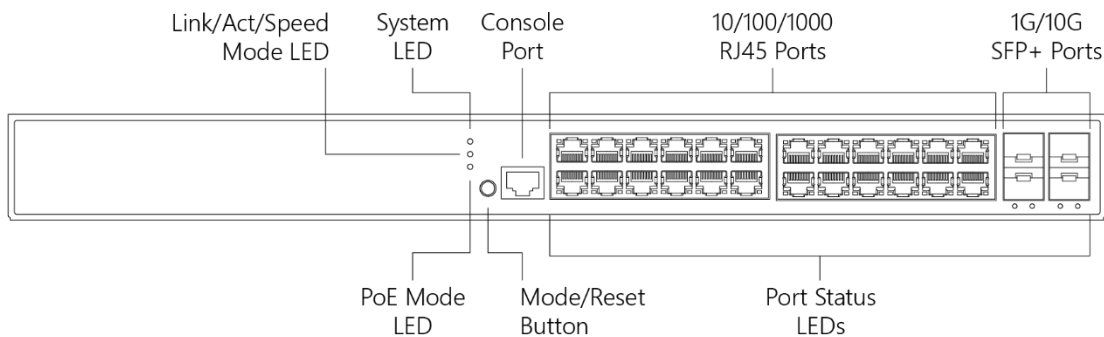 Link/Act/Speed
Mode LED
System
LED
Console
Port
10/100/1000
RJ45 Ports
1G/10G
SFP+ Ports
PoE Mode
LED
Mode/Reset
Button
Port Status
LEDs